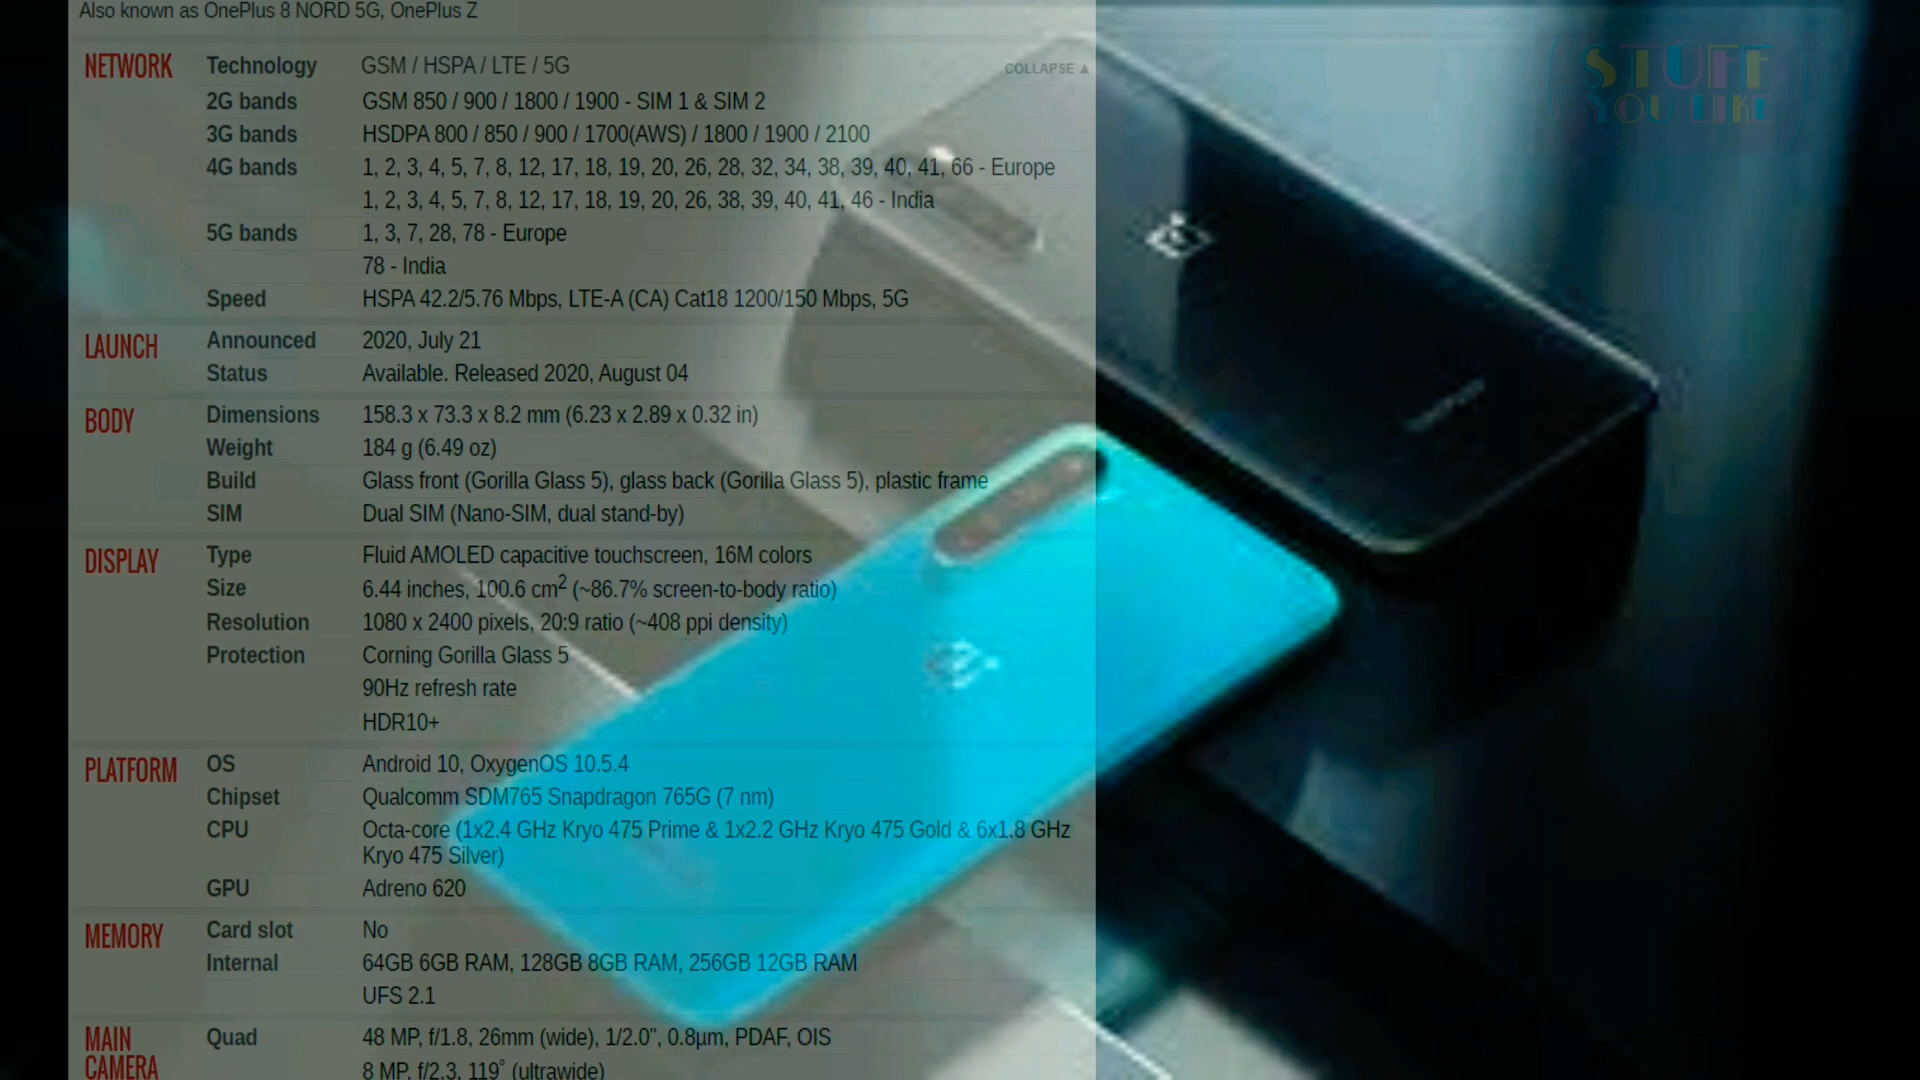 Also known as OnePlus 8 NORD 5G, OnePlus Z
NETWORK Technology GSM / HSPA / LTE / 5G COLLAPSE ▲
2G bands GSM 850 / 900 / 1800 / 1900 - SIM 1 & SIM 2
3G bands HSDPA 800 / 850 / 900 / 1700(AWS) / 1800 / 1900 / 2100
4G bands 1, 2, 3, 4, 5, 7, 8, 12, 17, 18, 19, 20, 26, 28, 32, 34, 38, 39, 40, 41, 66 - Europe
1, 2, 3, 4, 5, 7, 8, 12, 17, 18, 19, 20, 26, 38, 39, 40, 41, 46 - India
5G bands 1, 3, 7, 28, 78 - Europe
78 - India
Speed HSPA 42.2/5.76 Mbps, LTE-A (CA) Cat18 1200/150 Mbps, 5G
LAUNCH Announced 2020, July 21
Status Available. Released 2020, August 04
BODY Dimensions 158.3 x 73.3 x 8.2 mm (6.23 x 2.89 x 0.32 in)
Weight 184 g (6.49 oz)
Build Glass front (Gorilla Glass 5), glass back (Gorilla Glass 5), plastic frame
SIM Dual SIM (Nano-SIM, dual stand-by)
DISPLAY Type Fluid AMOLED capacitive touchscreen, 16M colors
Size 6.44 inches, 100.6 cm2 (~86.7% screen-to-body ratio)
Resolution 1080 x 2400 pixels, 20:9 ratio (~408 ppi density)
Protection Corning Gorilla Glass 5
90Hz refresh rate
HDR10+
PLATFORM OS Android 10, OxygenOS 10.5.4
Chipset Qualcomm SDM765 Snapdragon 765G (7 nm)
CPU Octa-core (1x2.4 GHz Kryo 475 Prime & 1x2.2 GHz Kryo 475 Gold & 6x1.8 GHz
Kryo 475 Silver)
GPU Adreno 620
MEMORY Card slot No
Internal 64GB 6GB RAM, 128GB 8GB RAM, 256GB 12GB RAM
UFS 2.1
MAIN CAMERA Quad 48 MP, f/1.8, 26mm (wide), 1/2.0", 0.8µm, PDAF, OIS
8 MP, f/2.3, 119˚ (ultrawide)
STUFF
YOU LIKE